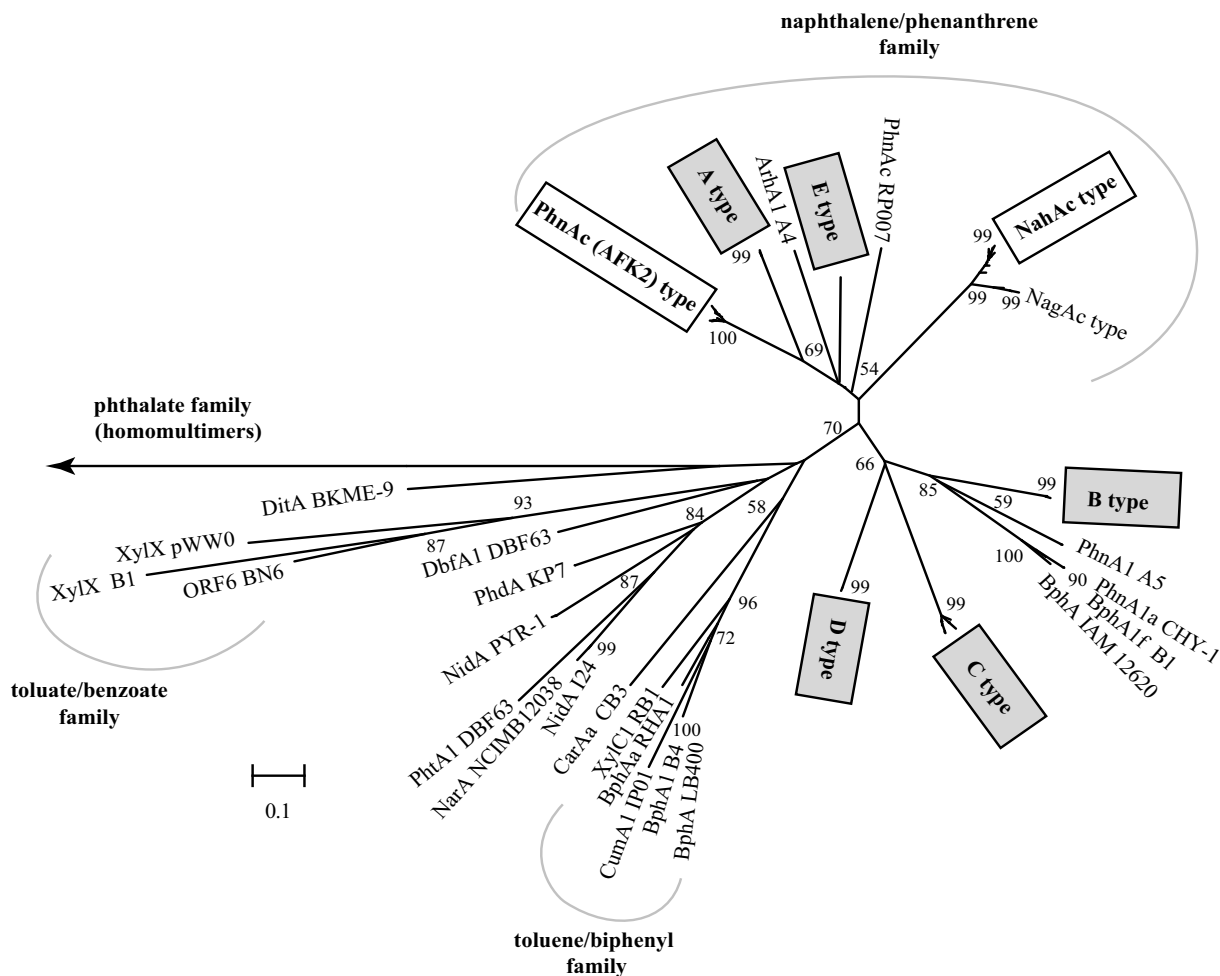 naphthalene/phenanthrene
family
PhnAc (AFK2) type
A type
ArhA1 A4
E type
PhnAc RP007
NahAc type
NagAc type
99
99
99
99
100
69
54
phthalate family
(homomultimers)
70
66
DitA BKME-9
93
58
84
85
99
59
B type
XylX pWW0
87
DbfA1 DBF63
XylX B1
ORF6 BN6
PhdA KP7
87
100
90
PhnA1 A5
PhnA1a CHY-1
BphA1f B1
BphA IAM 12620
99
99
96
72
D type
C type
NidA PYR-1
99
toluate/benzoate
family
PhtA1 DBF63
NarA NCIMB12038
NidA I24
CarAa CB3
XylC1 RB1
BphAa RHA1
100
CumA1 IP01
BphA1 B4
BphA LB400
0.1
toluene/biphenyl
family